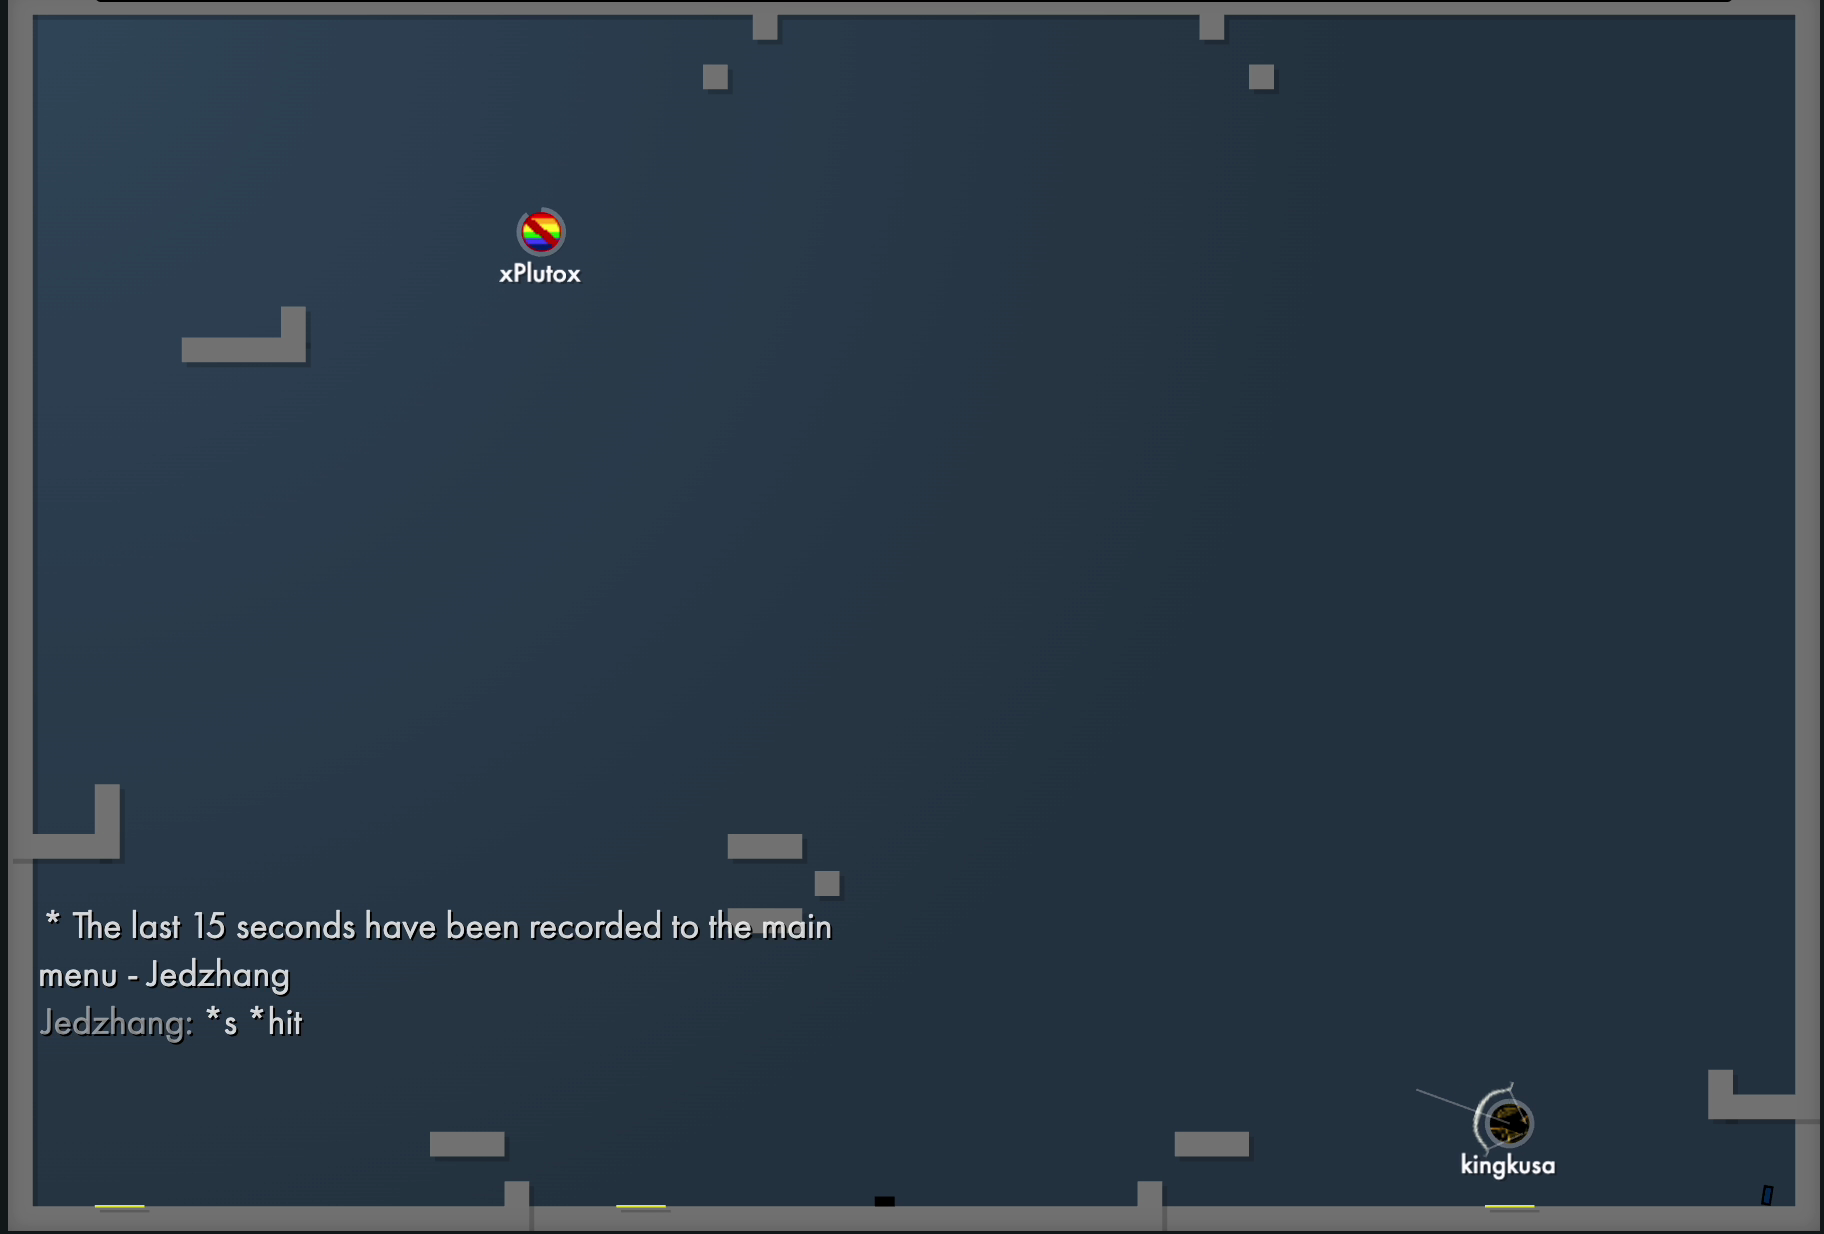 xPlutox
* The last 15 seconds have been recorded to the main
menu - Jedzhang
Jedzhang: *s *hit
kingkusa